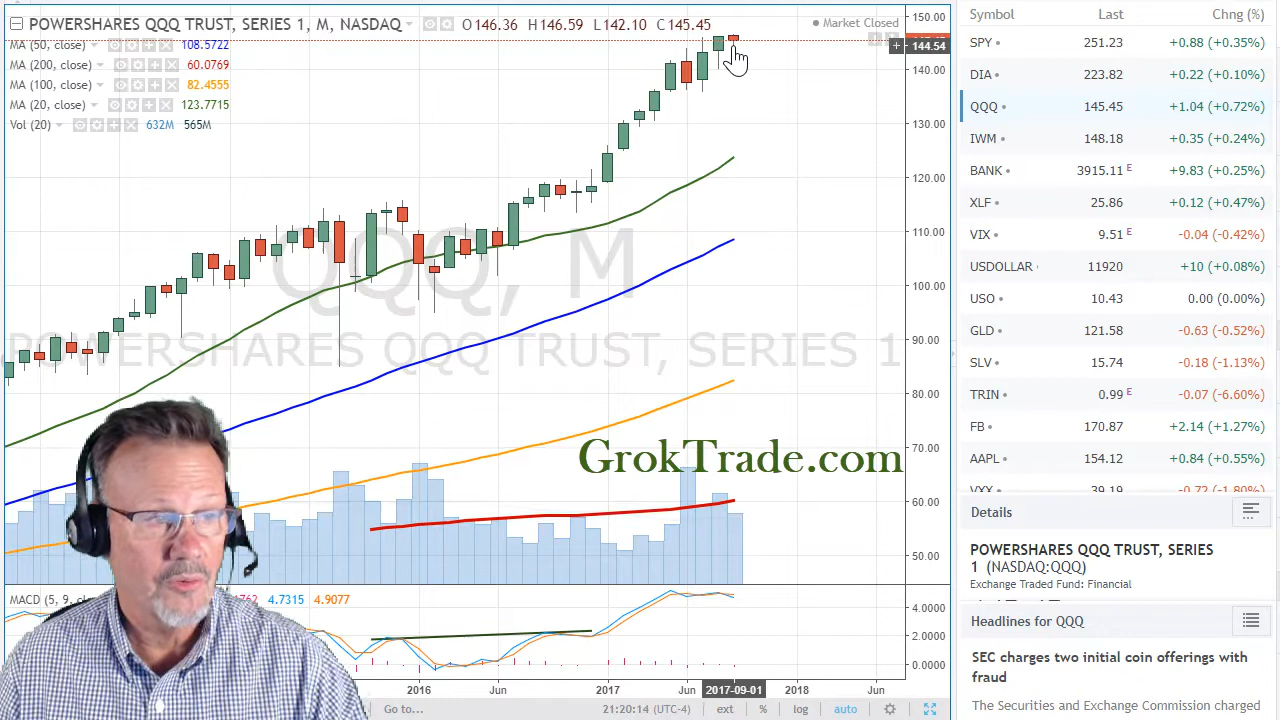 POWERSHARES QQQ TRUST, SERIES 1, M, NASDAQ O 146.36 H 146.59 L 142.10 C 145.45
Market Closed
MA (50, close) 108.5722
MA (200, close) 60.0769
MA (100, close) 82.4555
MA (20, close) 123.7715
Vol (20) 632M 565M
QQQ, M
POWERSHARES QQQ TRUST, SERIES 1
GrokTrade.com
150.00
144.54
140.00
130.00
120.00
110.00
100.00
90.00
80.00
70.00
60.00
50.00
MACD (5, 9, 4.7315 4.9077
4.0000
2.0000
0.0000
2016 Jun 2017 Jun 2017-09-01 2018 Jun
Go to... 21:20:14 (UTC-4) ext % log auto
Symbol Last Chng (%)
SPY 251.23 +0.88 (+0.35%)
DIA 223.82 +0.22 (+0.10%)
QQQ 145.45 +1.04 (+0.72%)
IWM 148.18 +0.35 (+0.24%)
BANK 3915.11 E +9.83 (+0.25%)
XLF 25.86 +0.12 (+0.47%)
VIX 9.51 E -0.04 (-0.42%)
USDOLLAR 11920 +10 (+0.08%)
USO 10.43 0.00 (0.00%)
GLD 121.58 -0.63 (-0.52%)
SLV 15.74 -0.18 (-1.13%)
TRIN 0.99 E -0.07 (-6.60%)
FB 170.87 +2.14 (+1.27%)
AAPL 154.12 +0.84 (+0.55%)
VXX 39.19 -0.72 (-1.80%)
Details
POWERSHARES QQQ TRUST, SERIES
1 (NASDAQ:QQQ)
Exchange Traded Fund: Financial
Headlines for QQQ
SEC charges two initial coin offerings with
fraud
The Securities and Exchange Commission charged